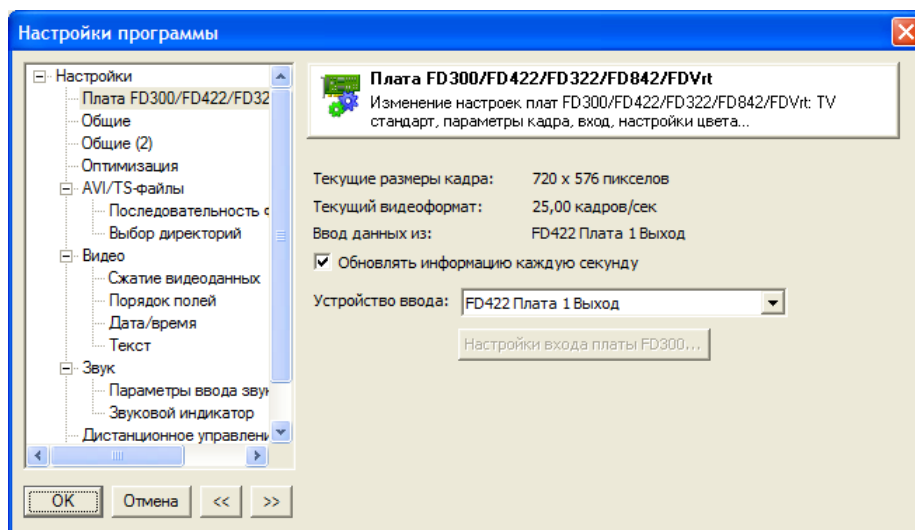 Настройки программы
Настройки
Плата FD300/FD422/FD32
Общие
Общие (2)
Оптимизация
AVI/TS-файлы
Последовательность
Выбор директорий
Видео
Сжатие видеоданных
Порядок полей
Дата/время
Текст
Звук
Параметры ввода зву
Звуковой индикатор
Дистанционное управлени
OK
Отмена
<<
>>
Плата FD300/FD422/FD322/FD842/FDVrt
Изменение настроек плат FD300/FD422/FD322/FD842/FDVrt: TV
стандарт, параметры кадра, вход, настройки цвета...
Текущие размеры кадра: 720 x 576 пикселов
Текущий видеоформат: 25,00 кадров/сек
Ввод данных из: FD422 Плата 1 Выход
Обновлять информацию каждую секунду
Устройство ввода: FD422 Плата 1 Выход
Настройки входа платы FD300...